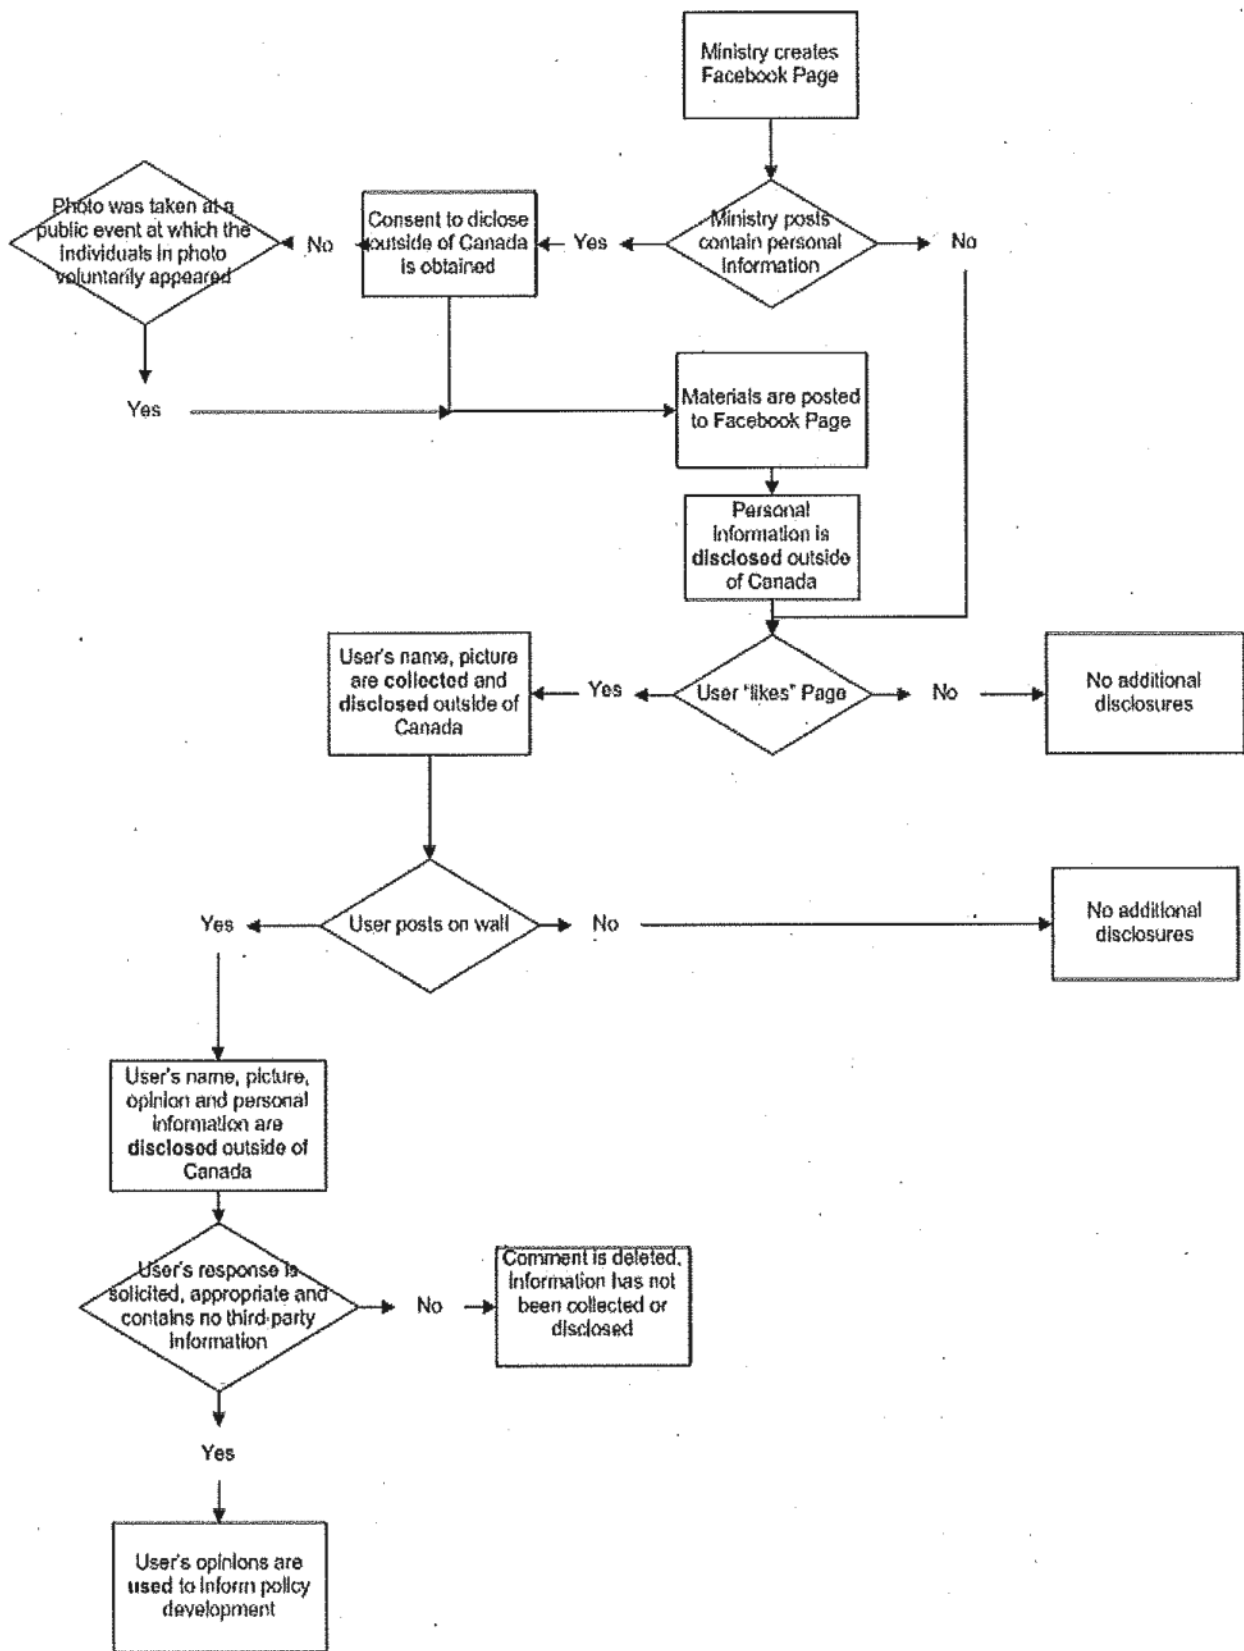 Ministry creates
Facebook Page
Photo was taken at a
public event at which the
individuals in photo
voluntarily appeared
No
Consent to diclose
outside of Canada
is obtained
Yes
Ministry posts
contain personal
information
No
Yes
Materials are posted
to Facebook Page
Personal
information is
disclosed outside
of Canada
User's name, picture
are collected and
disclosed outside of
Canada
Yes
User "likes" Page
No
No additional
disclosures
Yes
User posts on wall
No
No additional
disclosures
User's name, picture,
opinion and personal
information are
disclosed outside of
Canada
User's response is
solicited, appropriate and
contains no third-party
information
No
Comment is deleted,
information has not
been collected or
disclosed
Yes
User's opinions are
used to inform policy
development